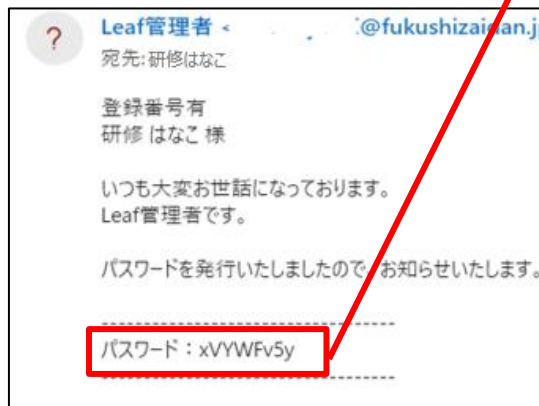 ?
Leaf管理者 < @fukushizaidan.j
宛先:研修はなこ
登録番号有
研修 はなこ 様
いつも大変お世話になっております。
Leaf管理者です。
パスワードを発行いたしましたので、お知らせいたします。
-----------------------------------
パスワード：xVYWFv5y
-----------------------------------